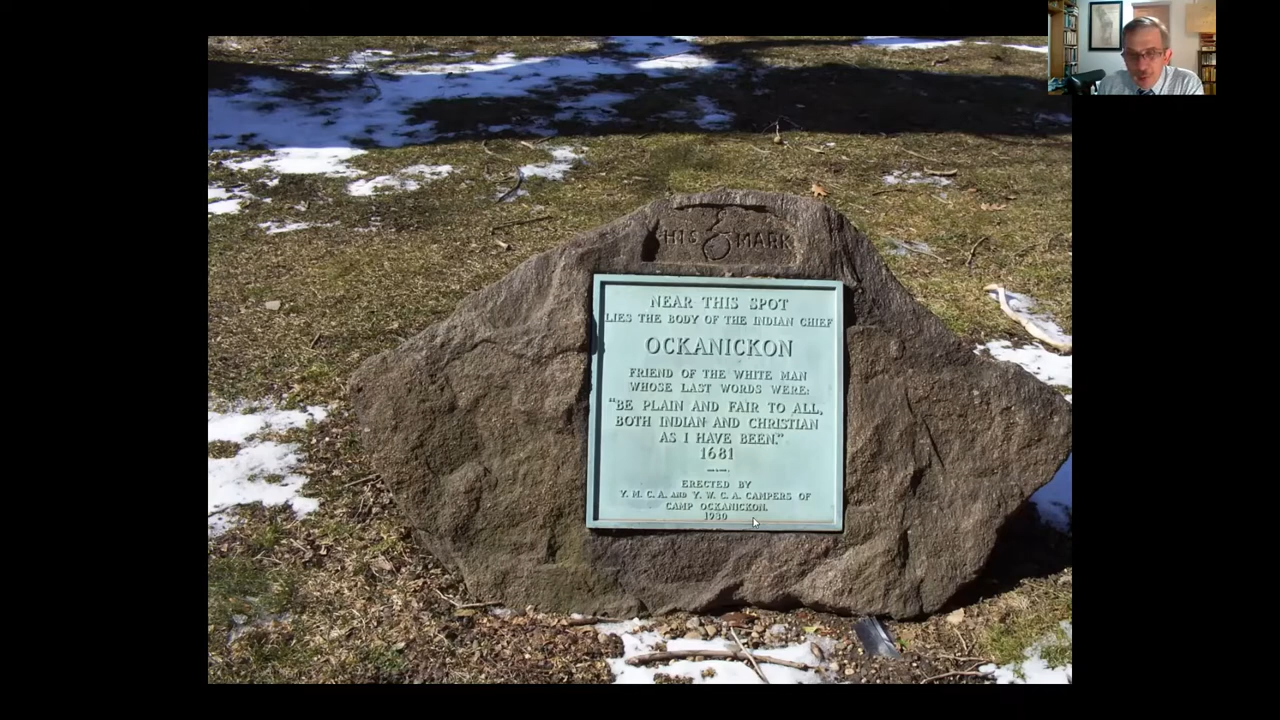 HIS MARK
NEAR THIS SPOT
LIES THE BODY OF THE INDIAN CHIEF
OCKANICKON
FRIEND OF THE WHITE MAN
WHOSE LAST WORDS WERE:
"BE PLAIN AND FAIR TO ALL,
BOTH INDIAN AND CHRISTIAN
AS I HAVE BEEN."
1681
ERECTED BY
Y. M. C. A. AND Y. W. C. A. CAMPERS OF
CAMP OCKANICKON.
1930